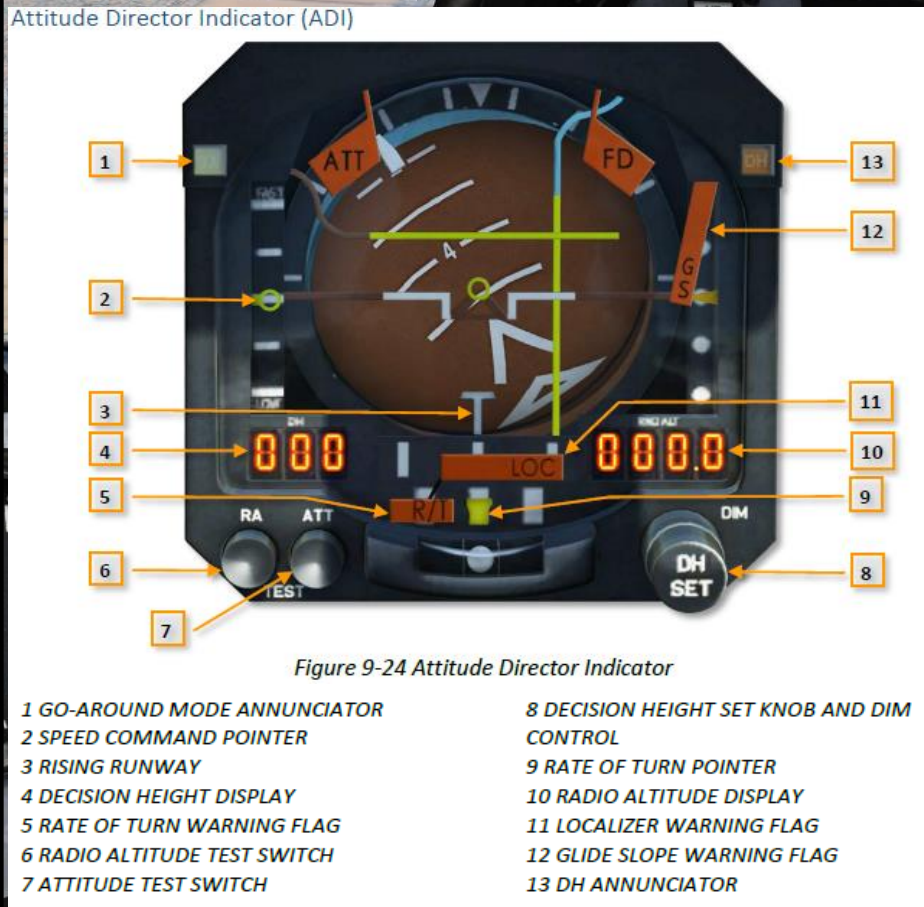 Attitude Director Indicator (ADI)
1
13
ATT
FD
DH
FAST
12
4
G
S
2
3
11
DH
RND ALT
4
000
LOC
000.0
10
5
R/T
9
RA
ATT
DIM
6
DH
SET
8
TEST
7
Figure 9-24 Attitude Director Indicator
1 GO-AROUND MODE ANNUNCIATOR
2 SPEED COMMAND POINTER
3 RISING RUNWAY
4 DECISION HEIGHT DISPLAY
5 RATE OF TURN WARNING FLAG
6 RADIO ALTITUDE TEST SWITCH
7 ATTITUDE TEST SWITCH
8 DECISION HEIGHT SET KNOB AND DIM
CONTROL
9 RATE OF TURN POINTER
10 RADIO ALTITUDE DISPLAY
11 LOCALIZER WARNING FLAG
12 GLIDE SLOPE WARNING FLAG
13 DH ANNUNCIATOR